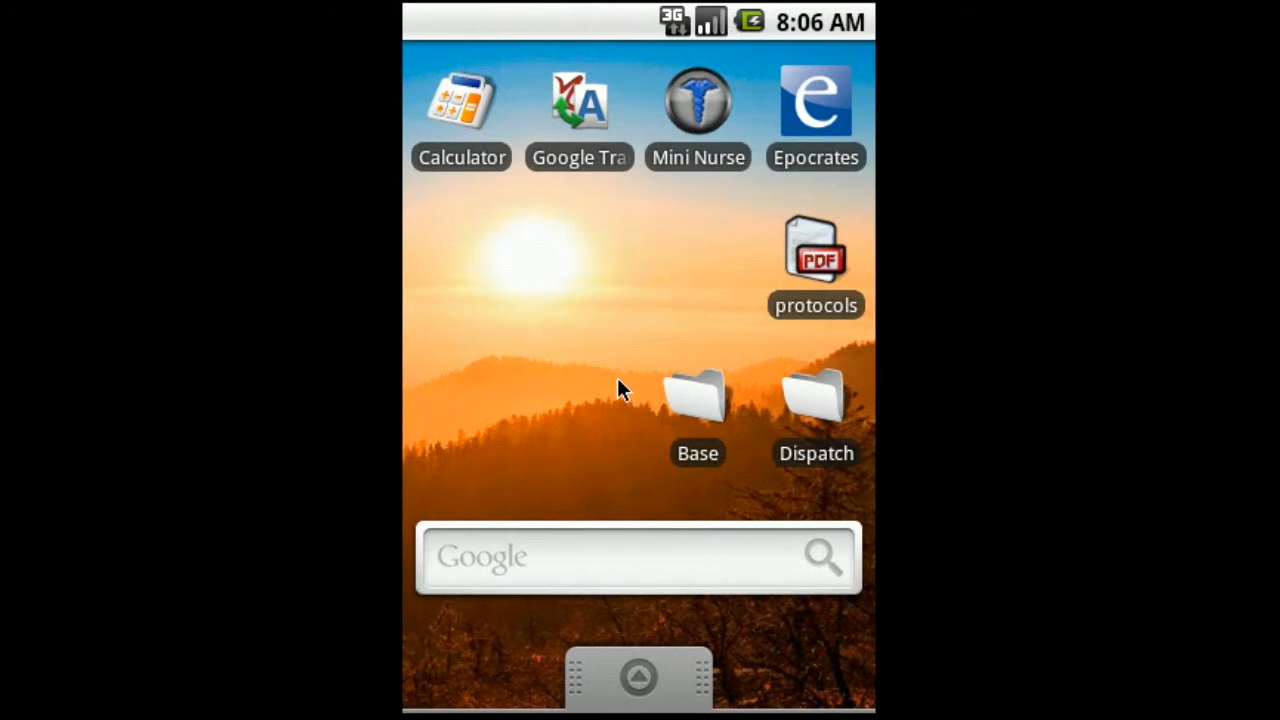 3G 8:06 AM
A
e
Calculator Google Tra Mini Nurse Epocrates
PDF
protocols
Base Dispatch
Google